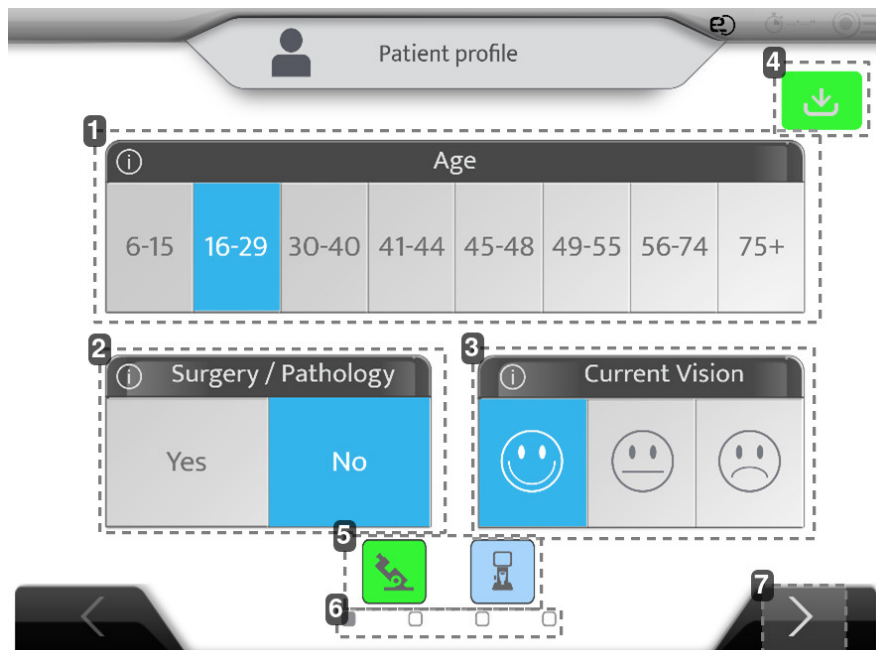 Patient profile
4
1
Age
6-15 16-29 30-40 41-44 45-48 49-55 56-74 75+
2
3
Surgery / Pathology
Current Vision
Yes No
5
6
7